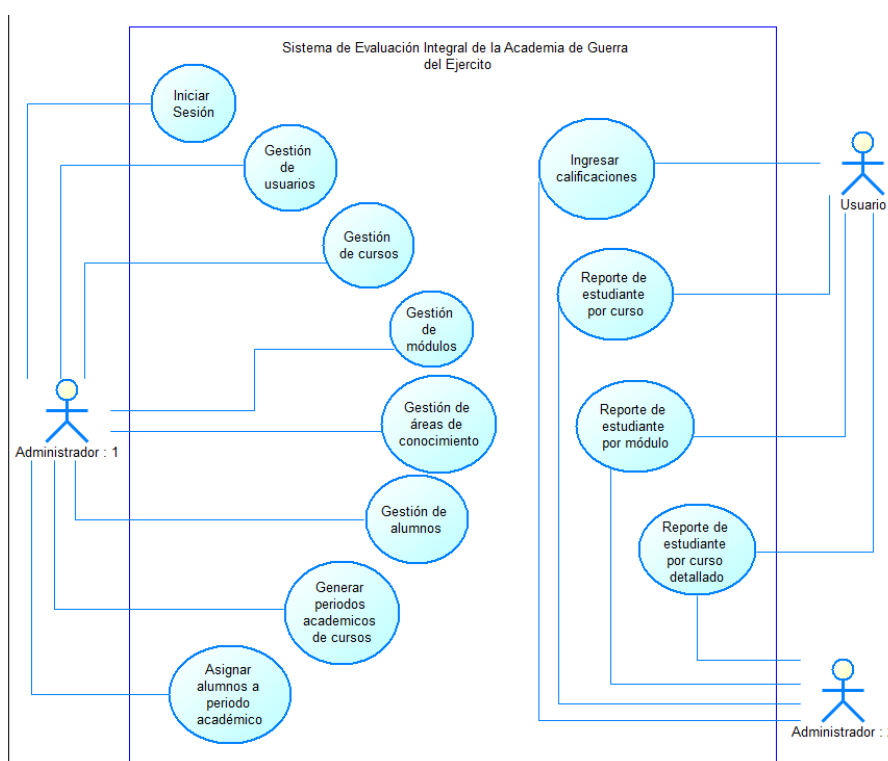 Sistema de Evaluación Integral de la Academia de Guerra
del Ejercito
Iniciar
Sesión
Gestión
de
usuarios
Gestión
de cursos
Gestión
de
módulos
Gestión de
áreas de
conocimiento
Gestión de
alumnos
Generar
periodos
academicos
de cursos
Asignar
alumnos a
periodo
académico
Administrador : 1
Ingresar
calificaciones
Reporte de
estudiante
por curso
Reporte de
estudiante
por módulo
Reporte de
estudiante
por curso
detallado
Usuario
Administrador :